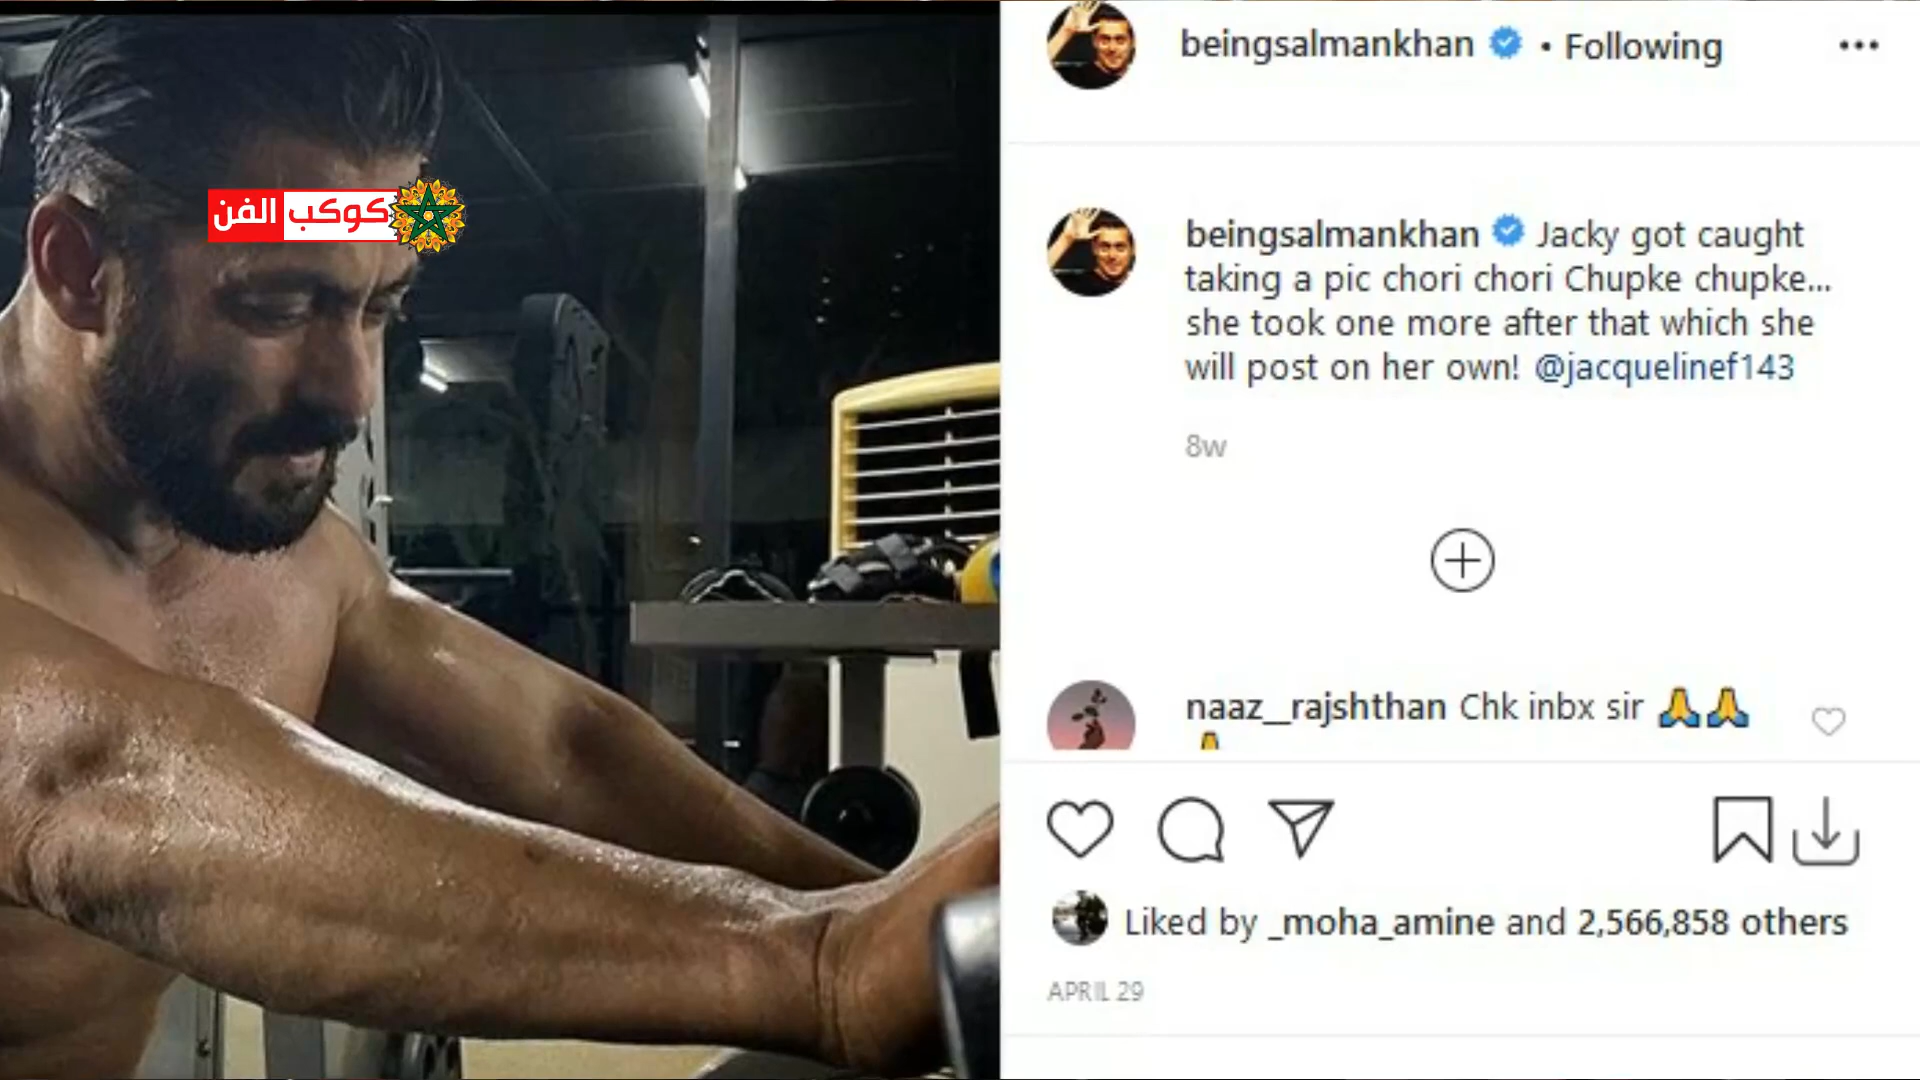 كوكب الفن
beingsalmankhan • Following
beingsalmankhan Jacky got caught
taking a pic chori chori Chupke chupke...
she took one more after that which she
will post on her own! @jacquelinef143
8w
naaz__rajshthan Chk inbx sir 🙏🙏
🙏
Liked by _moha_amine and 2,566,858 others
APRIL 29